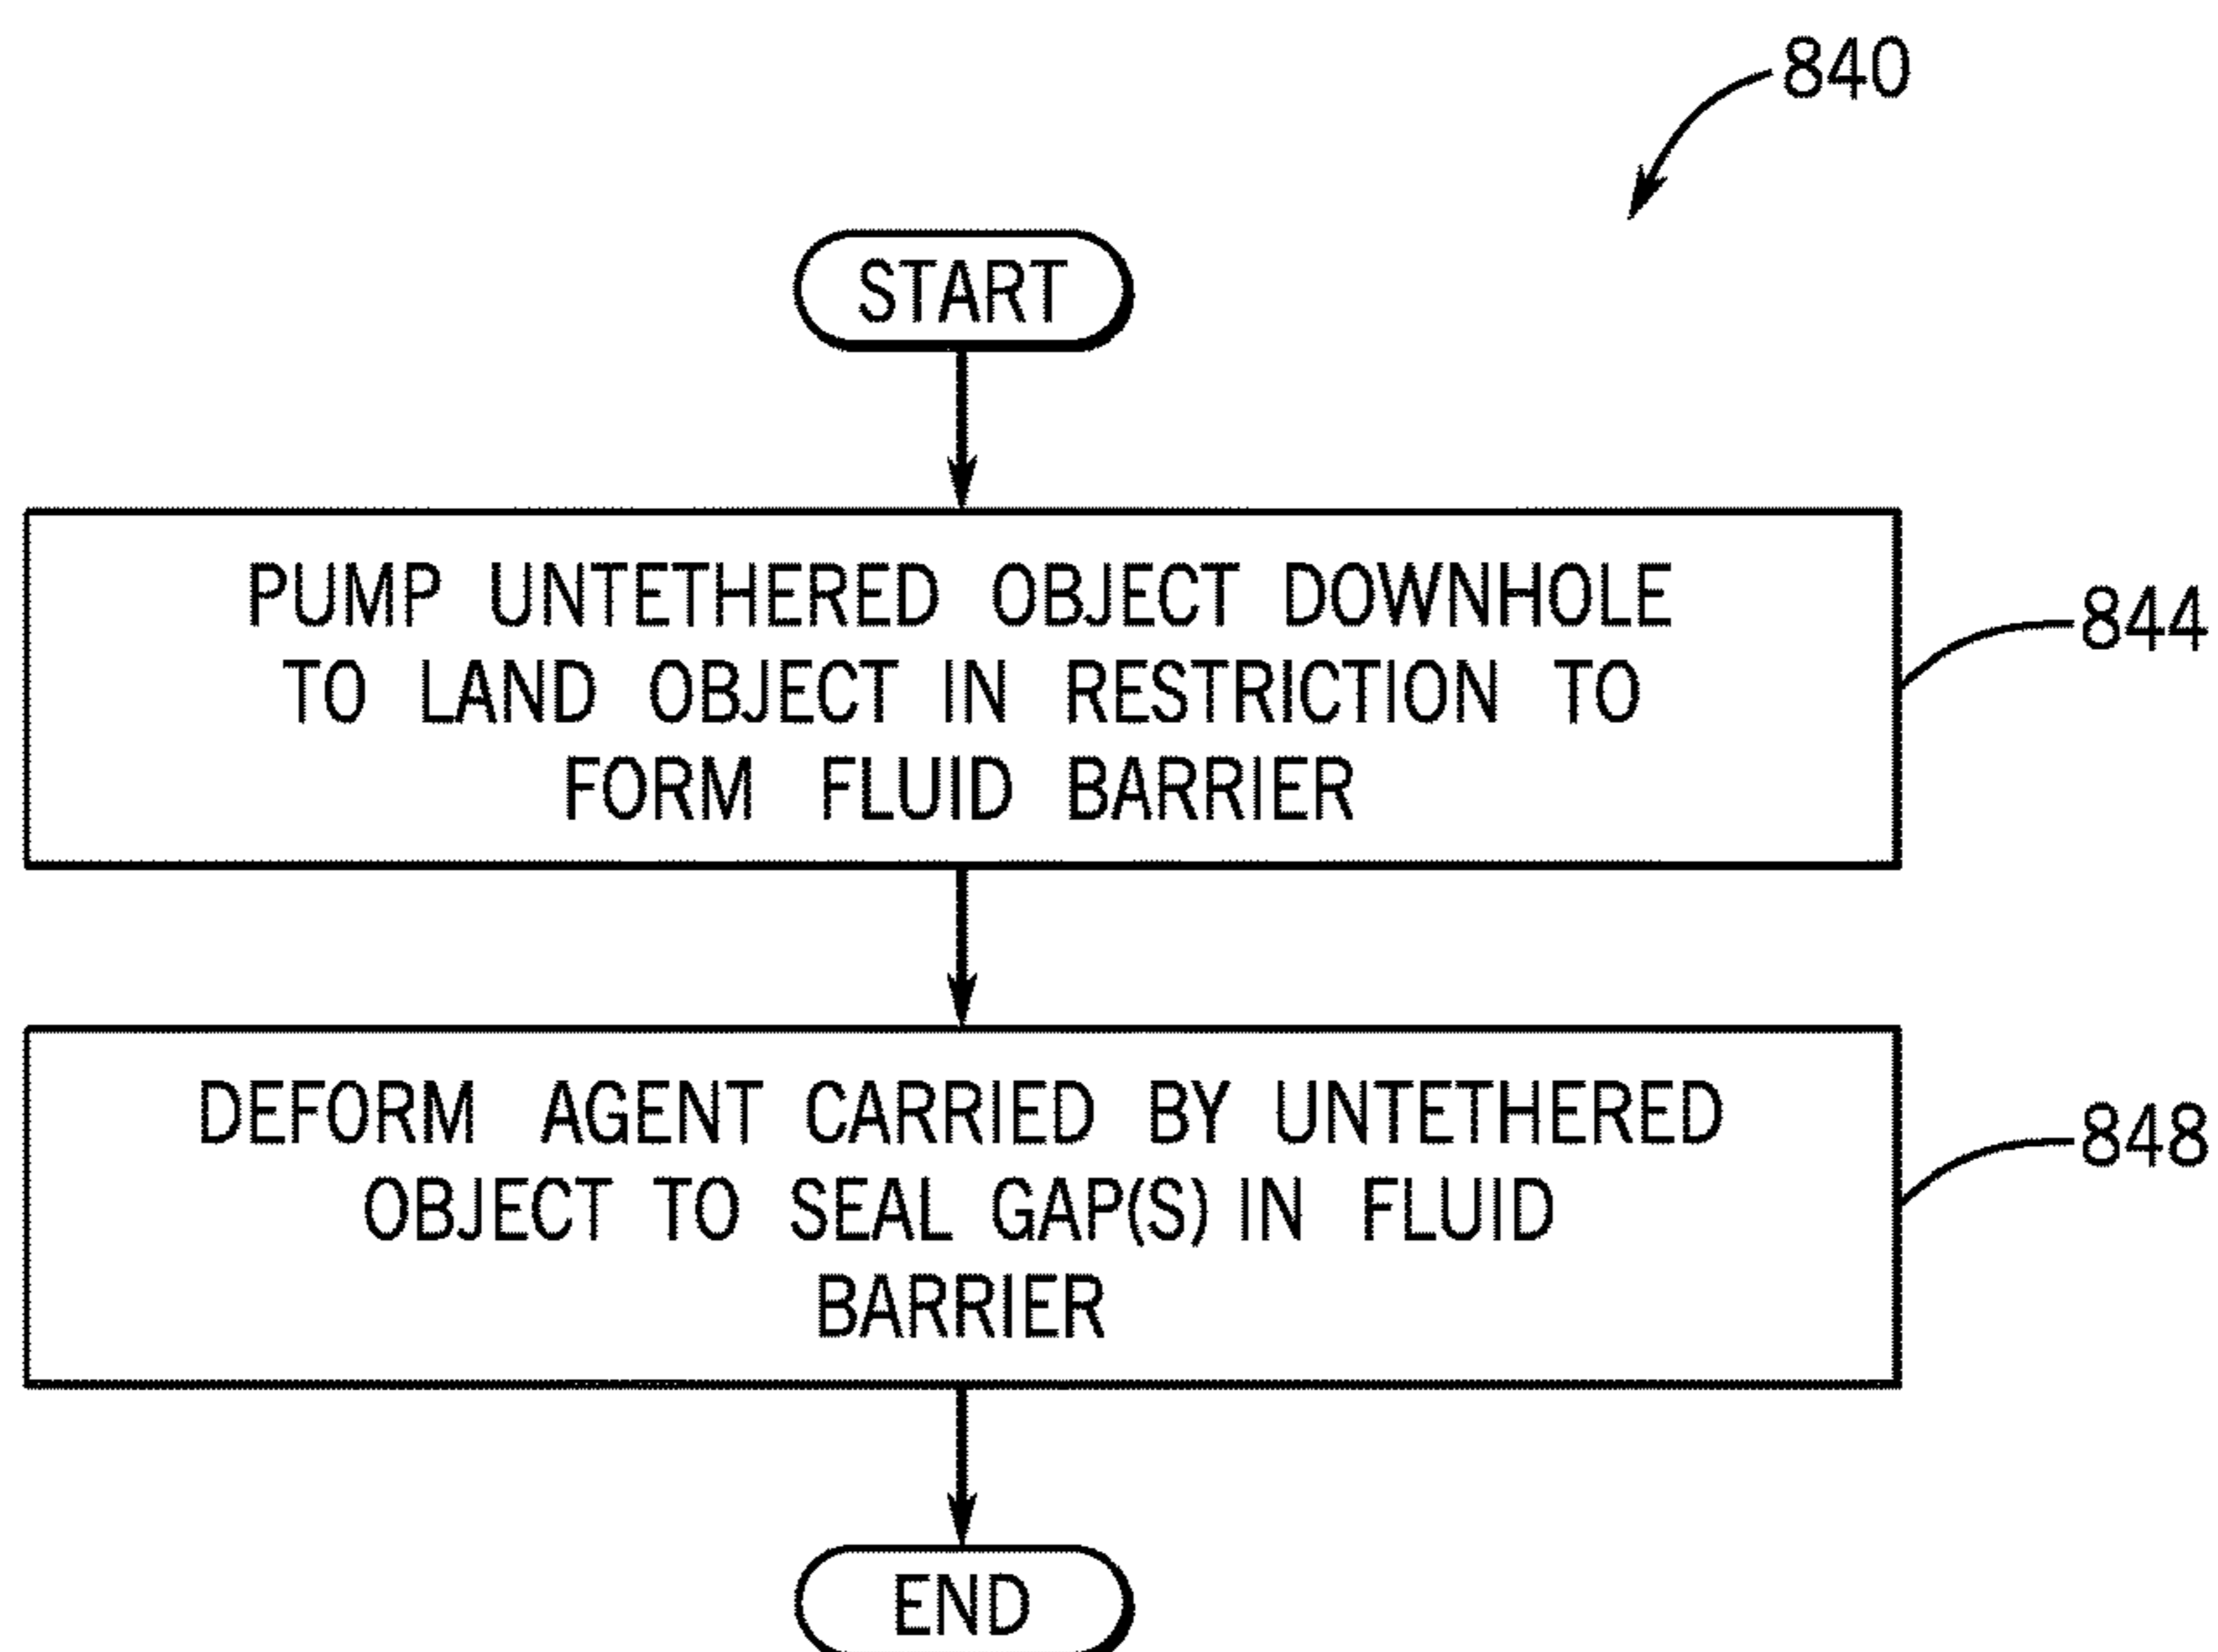 840
START
PUMP UNTETHERED OBJECT DOWNHOLE
TO LAND OBJECT IN RESTRICTION TO
FORM FLUID BARRIER
844
DEFORM AGENT CARRIED BY UNTETHERED
OBJECT TO SEAL GAP(S) IN FLUID
BARRIER
848
END